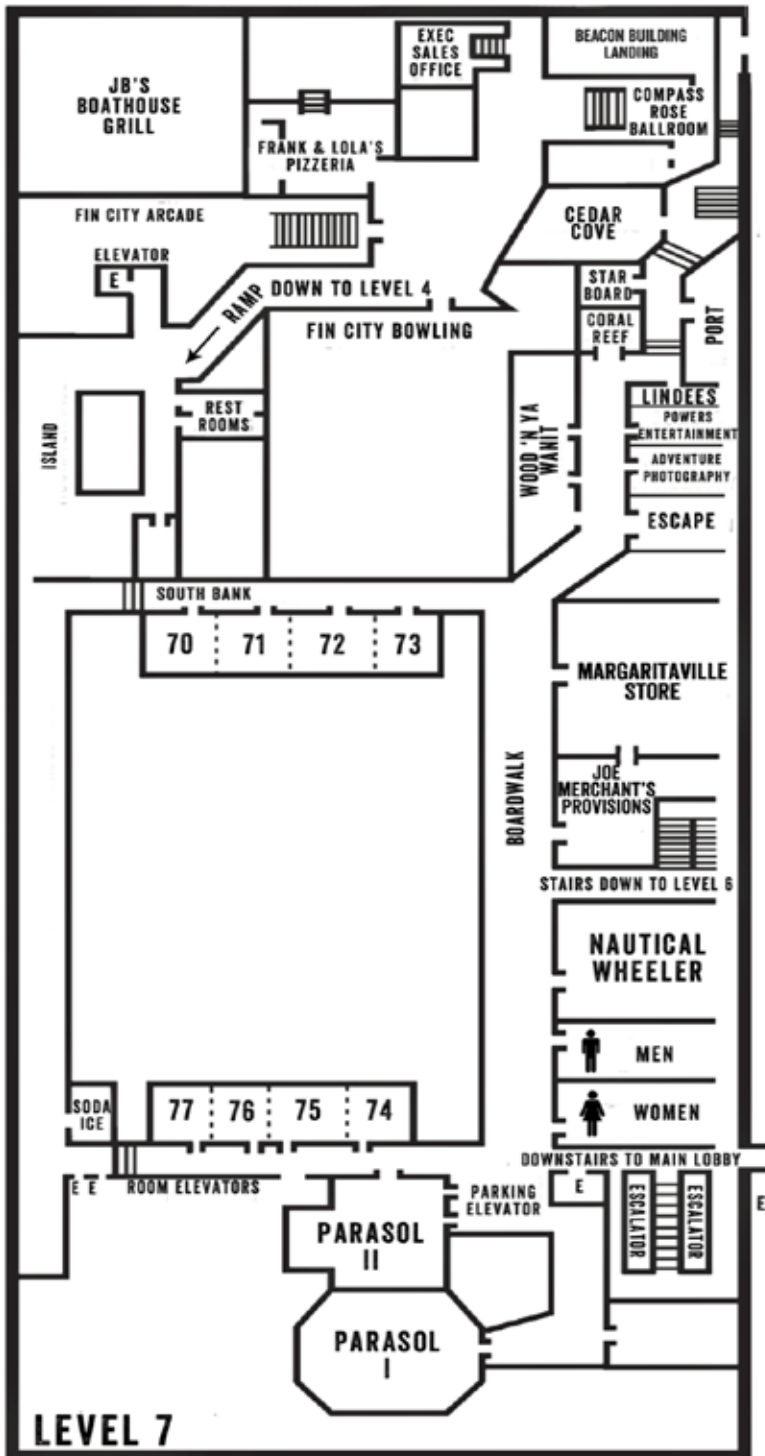 JB'S
BOATHOUSE
GRILL
EXEC
SALES
OFFICE
BEACON BUILDING
LANDING
COMPASS
ROSE
BALLROOM
FRANK & LOLA'S
PIZZERIA
FIN CITY ARCADE
CEDAR
COVE
ELEVATOR
E
DOWN TO LEVEL 4
RAMP
STAR
BOARD
CORAL
REEF
PORT
FIN CITY BOWLING
REST
ROOMS
ISLAND
WOOD 'N YA
WANIT
LINDEES
POWERS
ENTERTAINMENT
ADVENTURE
PHOTOGRAPHY
ESCAPE
SOUTH BANK
70
71
72
73
MARGARITAVILLE
STORE
BOARDWALK
JOE
MERCHANT'S
PROVISIONS
STAIRS DOWN TO LEVEL 6
NAUTICAL
WHEELER
MEN
WOMEN
SODA
ICE
77
76
75
74
DOWNSTAIRS TO MAIN LOBBY
E E
ROOM ELEVATORS
PARKING
ELEVATOR
E
ESCALATOR
ESCALATOR
E
PARASOL
II
PARASOL
I
LEVEL 7